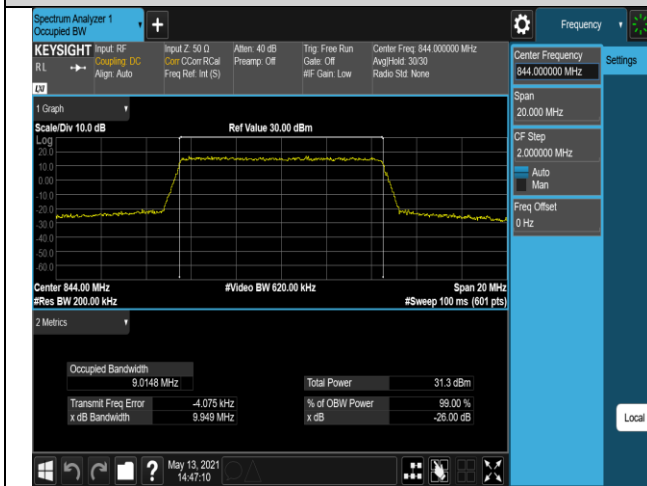 Spectrum Analyzer 1
Occupied BW
+
Frequency
KEYSIGHT
Input: RF
Input Z: 50 Ω
Atten: 40 dB
Trig: Free Run
Center Freq: 844.000000 MHz
RL
Coupling: DC
Corr CCorr RCal
Preamp: Off
Gate: Off
Avg|Hold: 30/30
Align: Auto
Freq Ref: Int (S)
#IF Gain: Low
Radio Std: None
LXI
Center Frequency
844.000000 MHz
Settings
Span
20.000 MHz
CF Step
2.000000 MHz
Auto
Man
Freq Offset
0 Hz
1 Graph
Scale/Div 10.0 dB
Ref Value 30.00 dBm
Log
20.0
10.0
0.00
-10.0
-20.0
-30.0
-40.0
-50.0
-60.0
Center 844.00 MHz
#Video BW 620.00 kHz
Span 20 MHz
#Res BW 200.00 kHz
#Sweep 100 ms (601 pts)
2 Metrics
Occupied Bandwidth
9.0148 MHz
Total Power
31.3 dBm
Transmit Freq Error
-4.075 kHz
% of OBW Power
99.00 %
x dB Bandwidth
9.949 MHz
x dB
-26.00 dB
Local
?
May 13, 2021
14:47:10